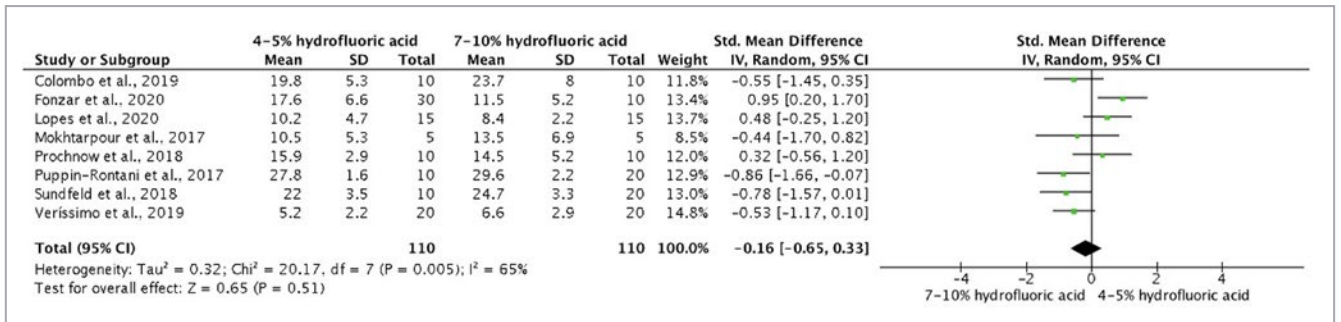 4–5% hydrofluoric acid 7–10% hydrofluoric acid Std. Mean Difference Std. Mean Difference
Study or Subgroup Mean SD Total Mean SD Total Weight IV, Random, 95% CI IV, Random, 95% CI
Colombo et al., 2019 19.8 5.3 10 23.7 8 10 11.8% -0.55 [-1.45, 0.35]
Fonzar et al., 2020 17.6 6.6 30 11.5 5.2 10 13.4% 0.95 [0.20, 1.70]
Lopes et al., 2020 10.2 4.7 15 8.4 2.2 15 13.7% 0.48 [-0.25, 1.20]
Mokhtarpour et al., 2017 10.5 5.3 5 13.5 6.9 5 8.5% -0.44 [-1.70, 0.82]
Prochnow et al., 2018 15.9 2.9 10 14.5 5.2 10 12.0% 0.32 [-0.56, 1.20]
Puppin-Rontani et al., 2017 27.8 1.6 10 29.6 2.2 20 12.9% -0.86 [-1.66, -0.07]
Sundfeld et al., 2018 22 3.5 10 24.7 3.3 20 13.0% -0.78 [-1.57, 0.01]
Veríssimo et al., 2019 5.2 2.2 20 6.6 2.9 20 14.8% -0.53 [-1.17, 0.10]
Total (95% CI) 110 110 100.0% -0.16 [-0.65, 0.33]
Heterogeneity: Tau² = 0.32; Chi² = 20.17, df = 7 (P = 0.005); I² = 65%
Test for overall effect: Z = 0.65 (P = 0.51)
-4 -2 0 2 4
7–10% hydrofluoric acid 4–5% hydrofluoric acid